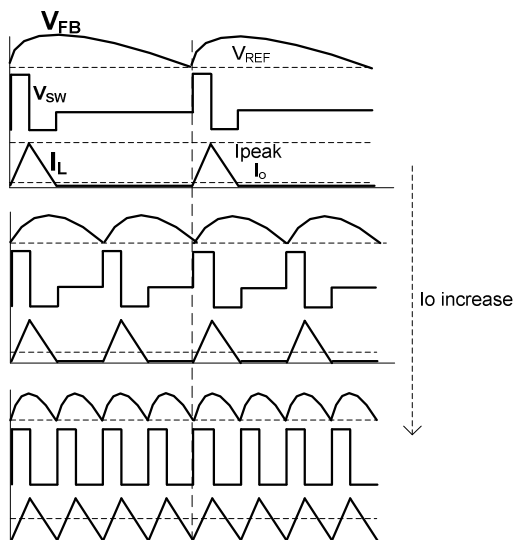 VFB
VREF
VSW
IL
Ipeak
Io
Io increase